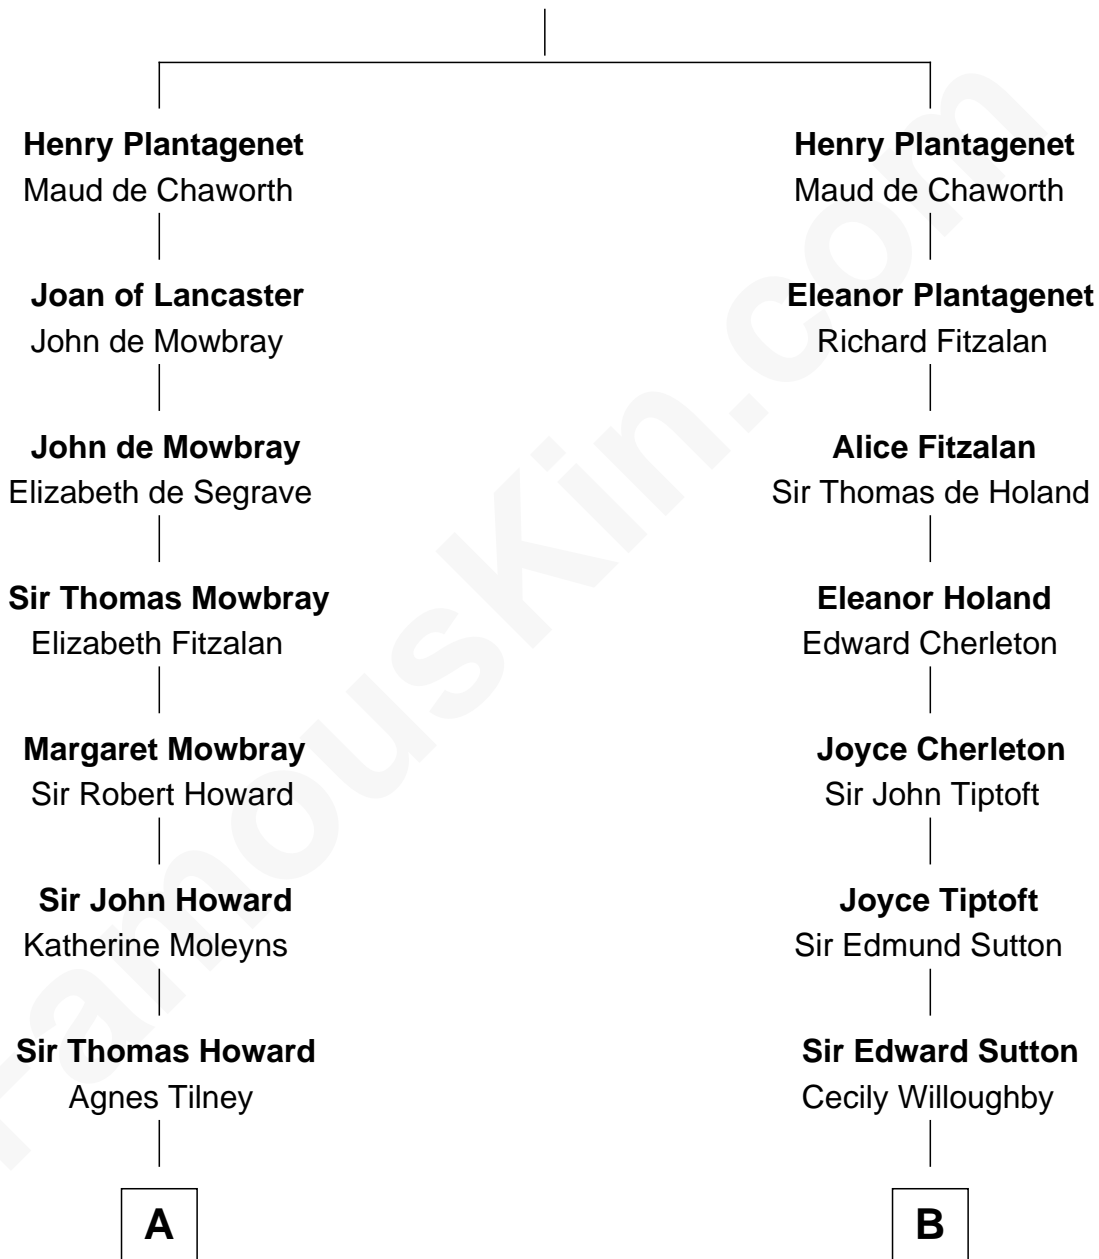 Henry Plantagenet
Maud de Chaworth
Joan of Lancaster
John de Mowbray
John de Mowbray
Elizabeth de Segrave
Sir Thomas Mowbray
Elizabeth Fitzalan
Margaret Mowbray
Sir Robert Howard
Sir John Howard
Katherine Moleyns
Sir Thomas Howard
Agnes Tilney
A
Henry Plantagenet
Maud de Chaworth
Eleanor Plantagenet
Richard Fitzalan
Alice Fitzalan
Sir Thomas de Holand
Eleanor Holand
Edward Cherleton
Joyce Cherleton
Sir John Tiptoft
Joyce Tiptoft
Sir Edmund Sutton
Sir Edward Sutton
Cecily Willoughby
B
FamousKin.com